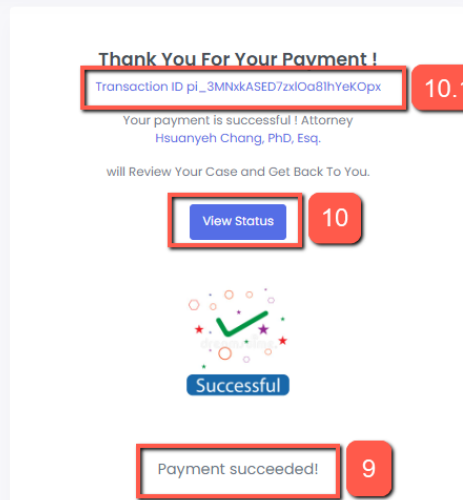 Thank You For Your Payment !
Transaction ID pi_3MNxkASED7zxlOa81hYeKOpx
10.1
Your payment is successful ! Attorney
Hsuanyeh Chang, PhD, Esq.
will Review Your Case and Get Back To You.
View Status
10
Successful
Payment succeeded!
9